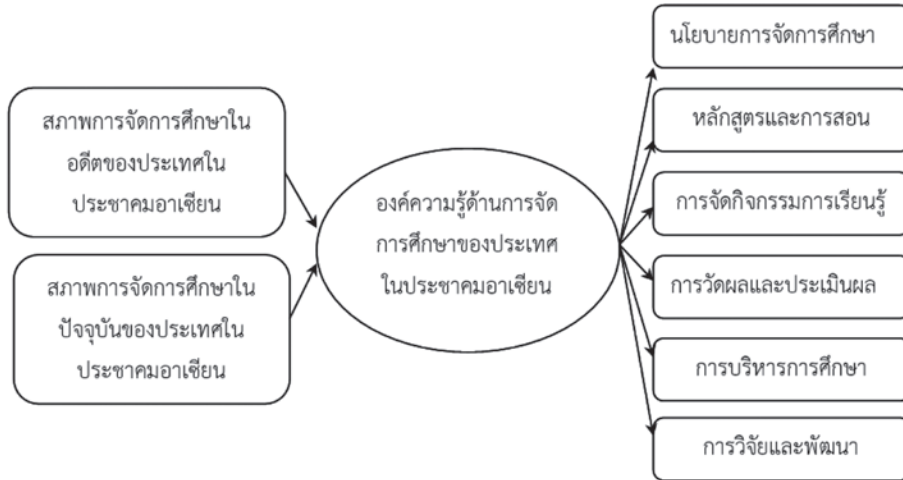 สภาพการจัดการศึกษาใน
อดีตของประเทศใน
ประชาคมอาเซียน
สภาพการจัดการศึกษาใน
ปัจจุบันของประเทศใน
ประชาคมอาเซียน
องค์ความรู้ด้านการจัด
การศึกษาของประเทศ
ในประชาคมอาเซียน
นโยบายการจัดการศึกษา
หลักสูตรและการสอน
การจัดกิจกรรมการเรียนรู้
การวัดผลและประเมินผล
การบริหารการศึกษา
การวิจัยและพัฒนา